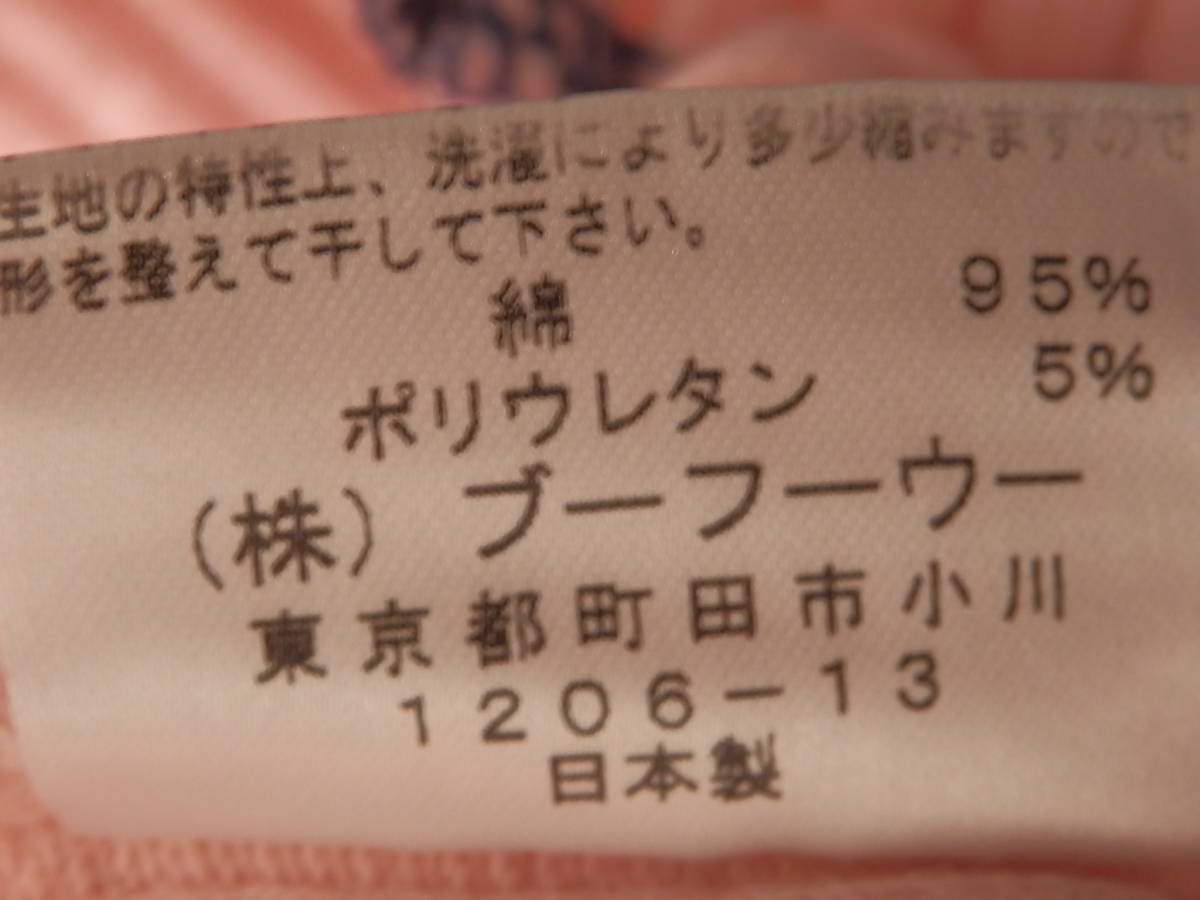 生地の特性上、洗濯により多少縮みますので
形を整えて干して下さい。
綿 95%
ポリウレタン 5%
（株）ブーフーウー
東京都町田市小川
1206－13
日本製